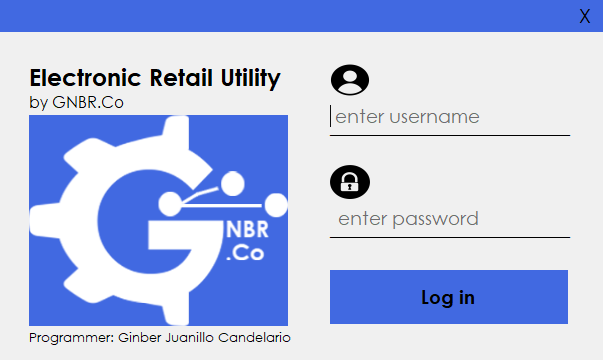 X
Electronic Retail Utility
by GNBR.Co
GNBR
.Co
Programmer: Ginber Juanillo Candelario
enter username
enter password
Log in